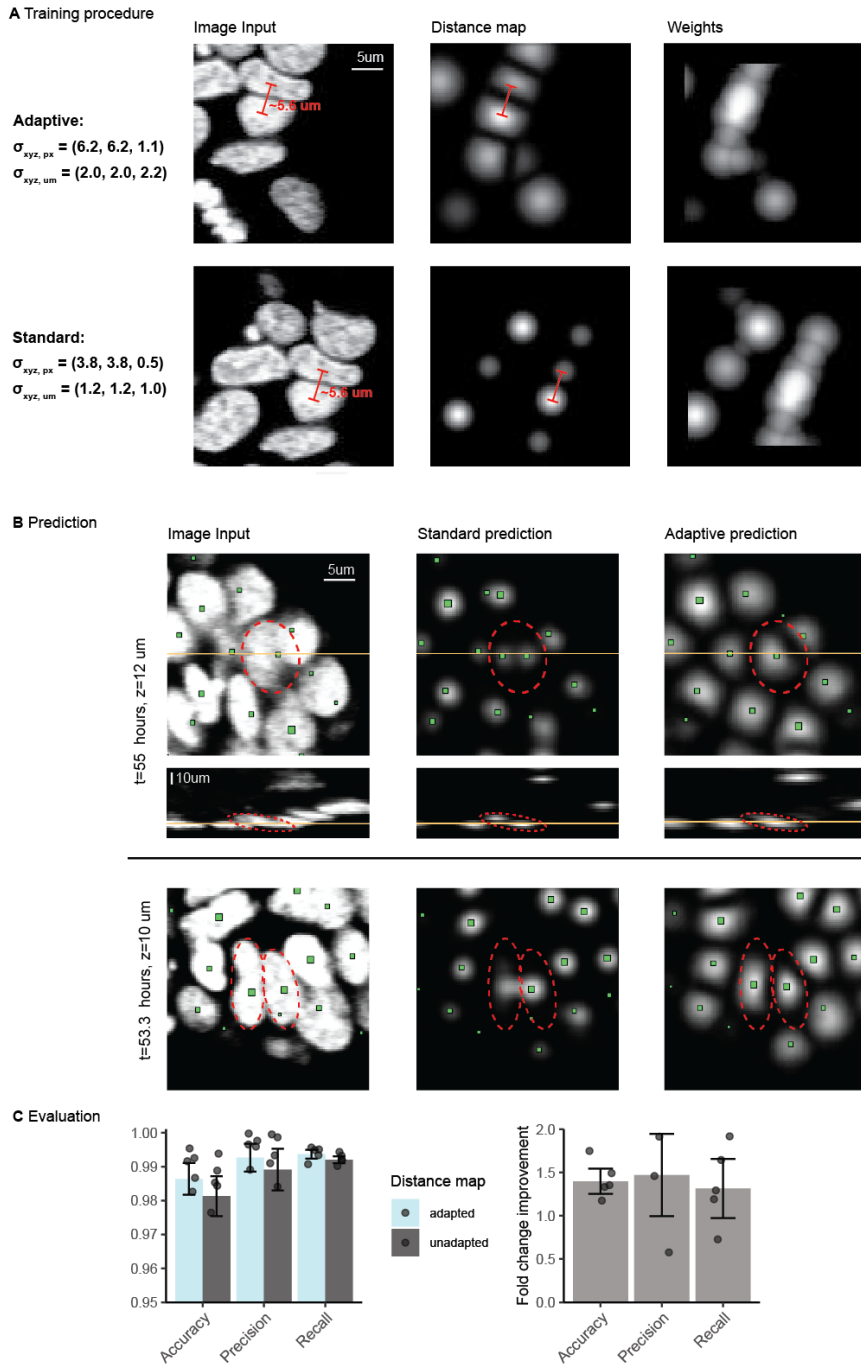 A Training procedure
Image Input
Distance map
Weights
5um
~5.6 um
Adaptive:
σxyz, px = (6.2, 6.2, 1.1)
σxyz, um = (2.0, 2.0, 2.2)
Standard:
σxyz, px = (3.8, 3.8, 0.5)
σxyz, um = (1.2, 1.2, 1.0)
~5.6 um
B Prediction
Image Input
Standard prediction
Adaptive prediction
5um
t=55 hours, z=12 um
10um
t=53.3 hours, z=10 um
C Evaluation
1.00
0.99
0.98
0.97
0.96
0.95
Accuracy
Precision
Recall
Distance map
adapted
unadapted
Fold change improvement
2.0
1.5
1.0
0.5
0.0
Accuracy
Precision
Recall